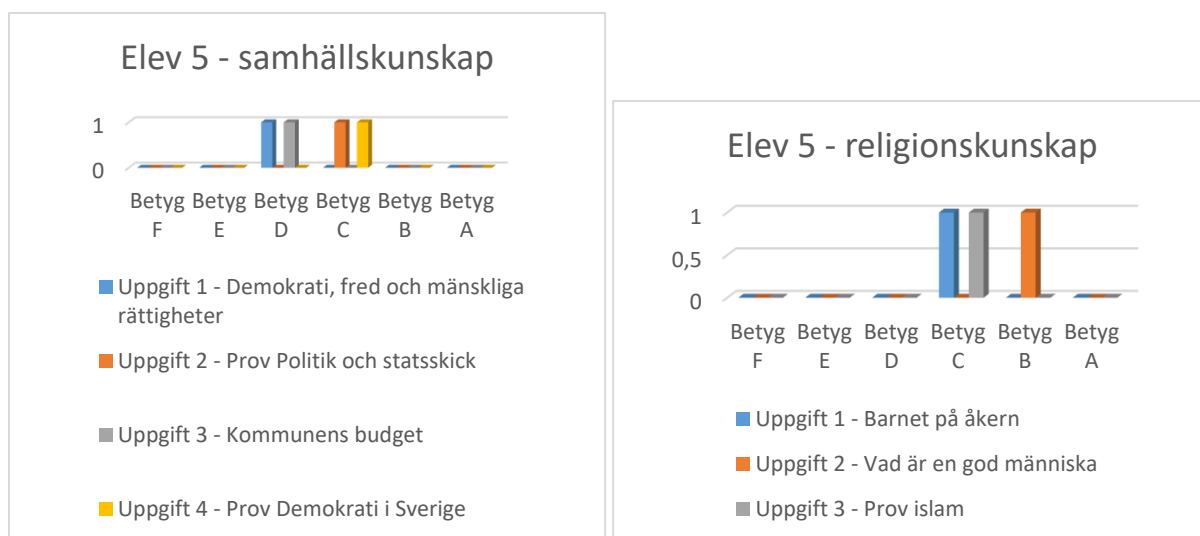 Elev 5 - samhällskunskap
1
0
Betyg Betyg Betyg Betyg Betyg Betyg
F E D C B A
Uppgift 1 - Demokrati, fred och mänskliga
rättigheter
Uppgift 2 - Prov Politik och statsskick
Uppgift 3 - Kommunens budget
Uppgift 4 - Prov Demokrati i Sverige
Elev 5 - religionskunskap
1
0,5
0
Betyg Betyg Betyg Betyg Betyg Betyg
F E D C B A
Uppgift 1 - Barnet på åkern
Uppgift 2 - Vad är en god människa
Uppgift 3 - Prov islam